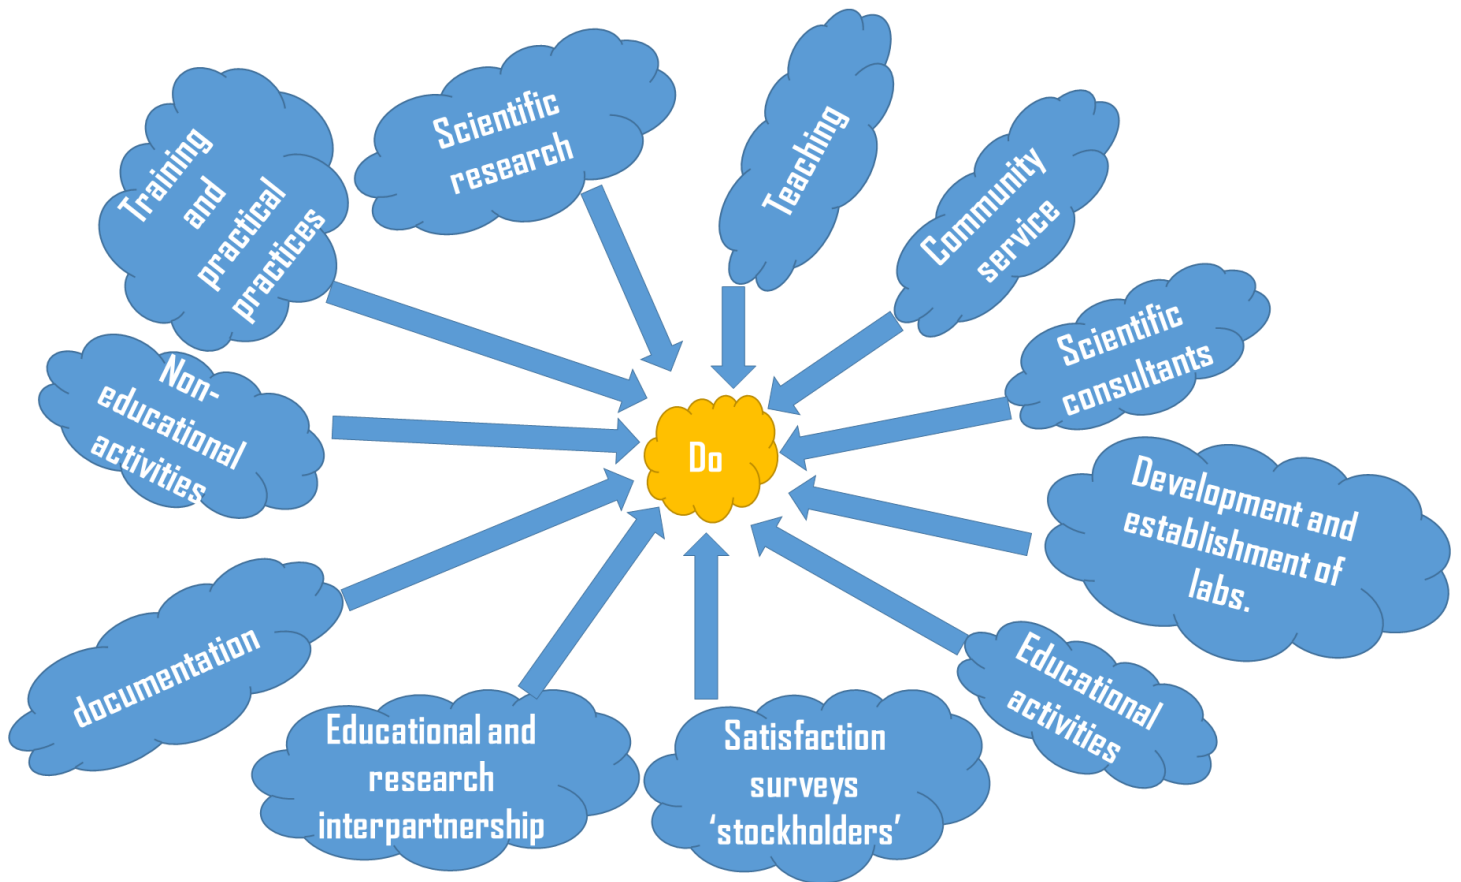 Training
and
practical
practices
Scientific
research
Teaching
Community
service
Scientific
consultants
Non-
educational
activities
Do
Development and
establishment of
labs.
documentation
Educational and
research
interpartnership
Satisfaction
surveys
‘stockholders’
Educational
activities